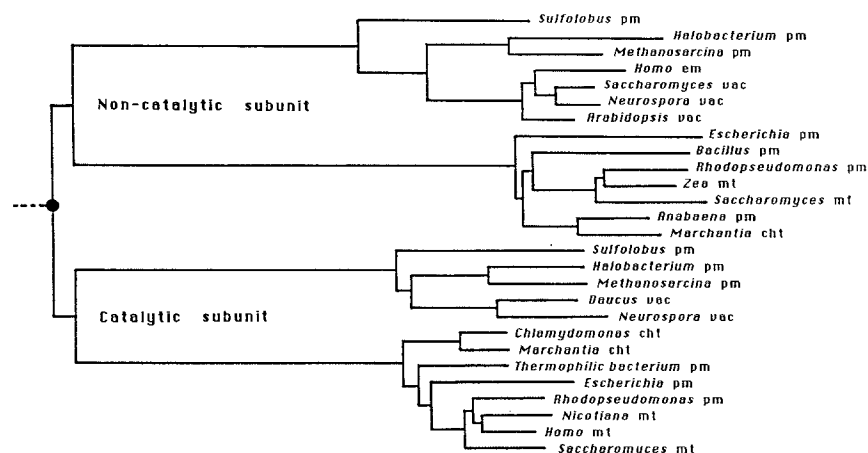 Sulfolobus pm
Halobacterium pm
Methanosarcina pm
Homo em
Saccharomyces vac
Neurospora vac
Arabidopsis vac
Non-catalytic subunit
Escherichia pm
Bacillus pm
Rhodopseudomonas pm
Zea mt
Saccharomyces mt
Anabaena pm
Marchantia cht
Sulfolobus pm
Halobacterium pm
Methanosarcina pm
Daucus vac
Neurospora vac
Catalytic subunit
Chlamydomonas cht
Marchantia cht
Thermophilic bacterium pm
Escherichia pm
Rhodopseudomonas pm
Nicotiana mt
Homo mt
Saccharomuces mt